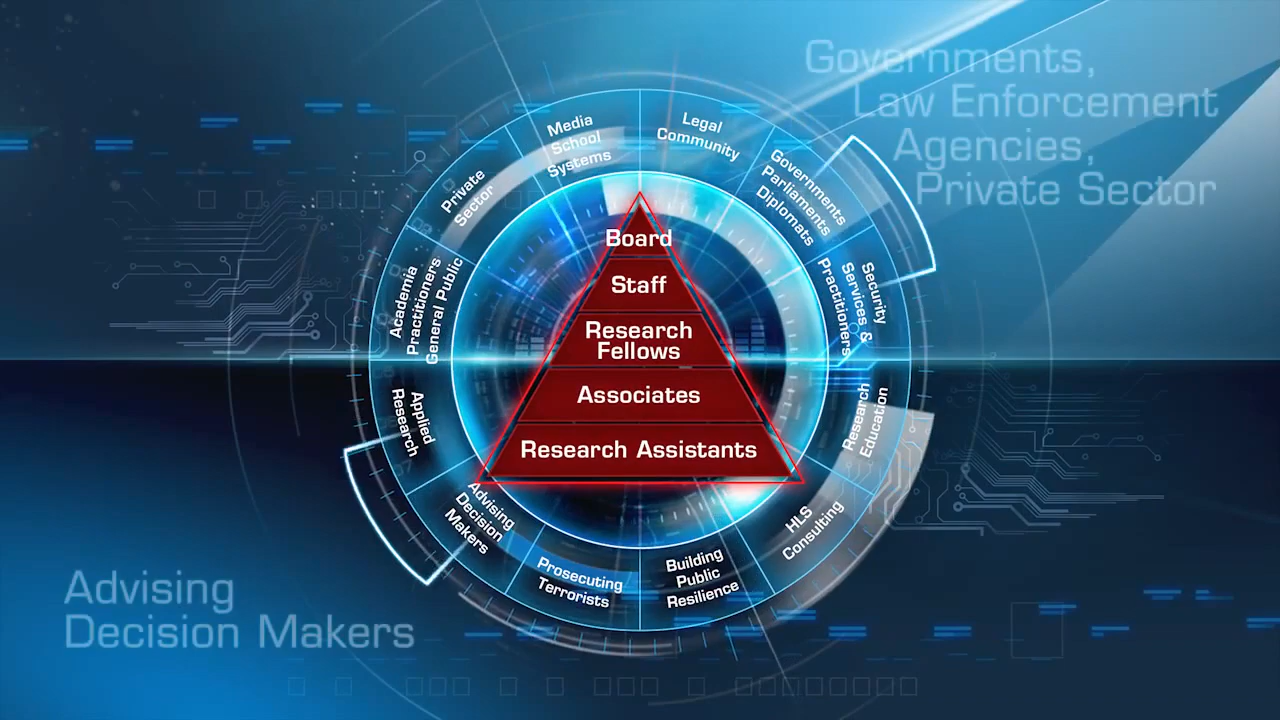 Governments,
Law Enforcement
Agencies,
Private Sector
Media
School
Systems
Legal
Community
Governments
Parliaments
Diplomats
Security
Services &
Practitioners
Research
Education
HLS
Consulting
Building
Public
Resilience
Prosecuting
Terrorists
Advising
Decision
Makers
Applied
Research
Academia
Practitioners
General Public
Private
Sector
Board
Staff
Research
Fellows
Associates
Research Assistants
Advising
Decision Makers